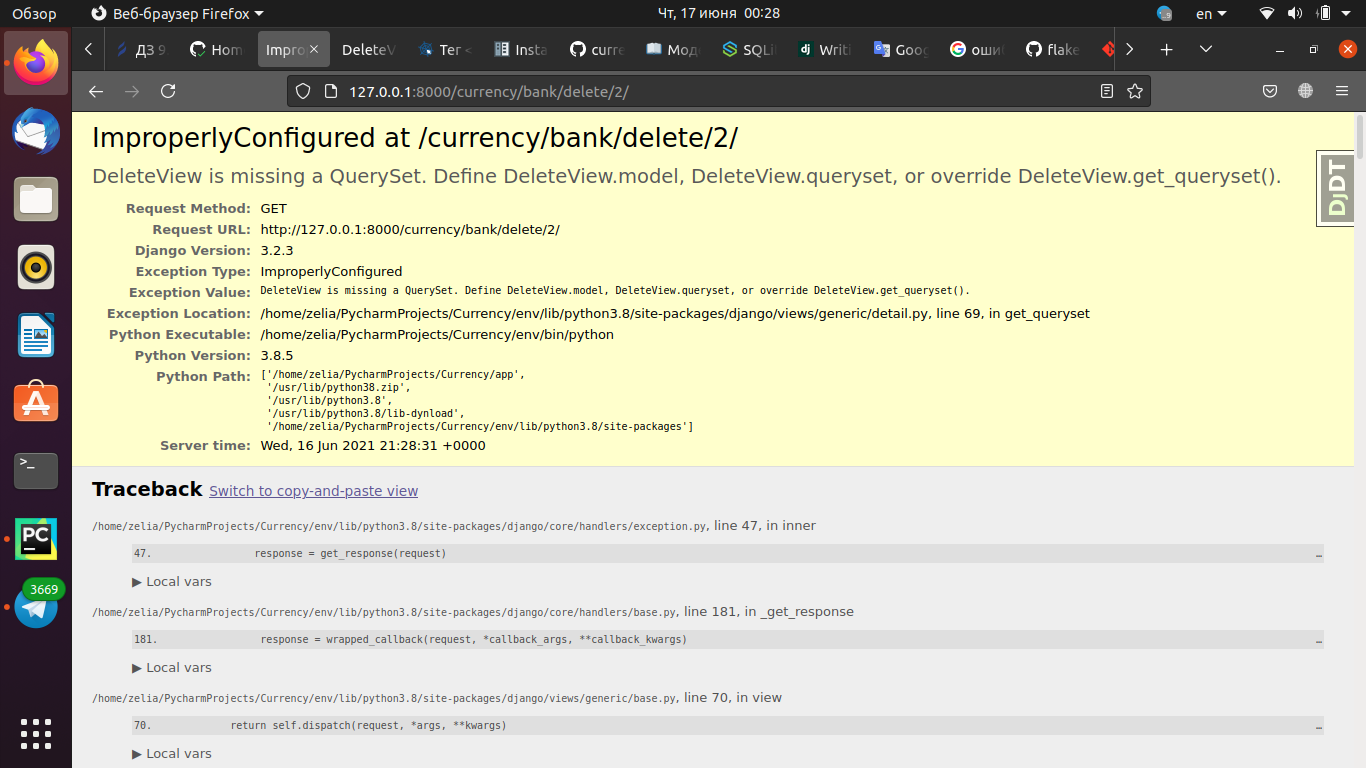 Обзор
Веб-браузер Firefox
Чт, 17 июня 00:28
en
ДЗ 9
Hom
Impro
DeleteV
Тег <
Insta
curre
Мод
SQLi
Writi
Goog
ошиб
flake
127.0.0.1:8000/currency/bank/delete/2/
ImproperlyConfigured at /currency/bank/delete/2/
DeleteView is missing a QuerySet. Define DeleteView.model, DeleteView.queryset, or override DeleteView.get_queryset().
Request Method: GET
Request URL: http://127.0.0.1:8000/currency/bank/delete/2/
Django Version: 3.2.3
Exception Type: ImproperlyConfigured
Exception Value: DeleteView is missing a QuerySet. Define DeleteView.model, DeleteView.queryset, or override DeleteView.get_queryset().
Exception Location: /home/zelia/PycharmProjects/Currency/env/lib/python3.8/site-packages/django/views/generic/detail.py, line 69, in get_queryset
Python Executable: /home/zelia/PycharmProjects/Currency/env/bin/python
Python Version: 3.8.5
Python Path: ['/home/zelia/PycharmProjects/Currency/app',
'/usr/lib/python38.zip',
'/usr/lib/python3.8',
'/usr/lib/python3.8/lib-dynload',
'/home/zelia/PycharmProjects/Currency/env/lib/python3.8/site-packages']
Server time: Wed, 16 Jun 2021 21:28:31 +0000
DjDT
Traceback Switch to copy-and-paste view
/home/zelia/PycharmProjects/Currency/env/lib/python3.8/site-packages/django/core/handlers/exception.py, line 47, in inner
47. response = get_response(request) …
▶ Local vars
/home/zelia/PycharmProjects/Currency/env/lib/python3.8/site-packages/django/core/handlers/base.py, line 181, in _get_response
181. response = wrapped_callback(request, *callback_args, **callback_kwargs) …
▶ Local vars
/home/zelia/PycharmProjects/Currency/env/lib/python3.8/site-packages/django/views/generic/base.py, line 70, in view
70. return self.dispatch(request, *args, **kwargs) …
▶ Local vars
>_
PC
3669